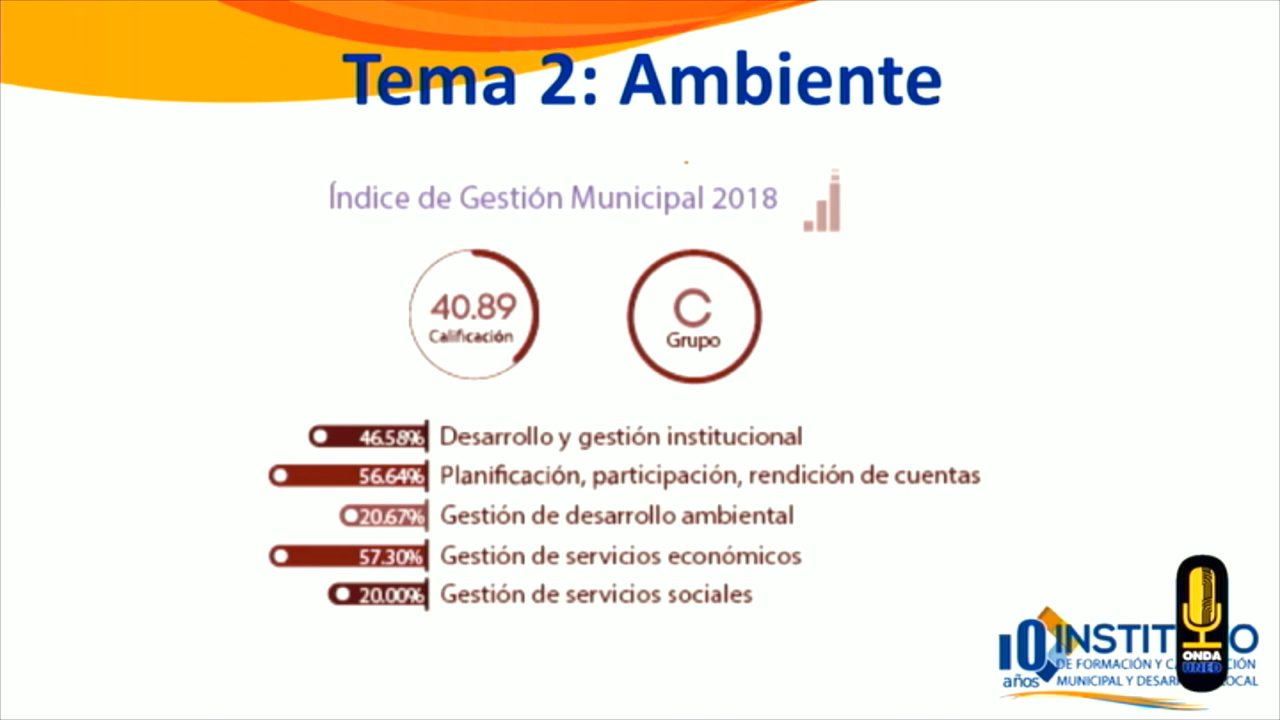 Tema 2: Ambiente
Índice de Gestión Municipal 2018
40.89
Calificación
C
Grupo
46.58% Desarrollo y gestión institucional
56.64% Planificación, participación, rendición de cuentas
20.67% Gestión de desarrollo ambiental
57.30% Gestión de servicios económicos
20.00% Gestión de servicios sociales
10 años
DE FORMACIÓN Y
MUNICIPAL Y
ONDA
UNED